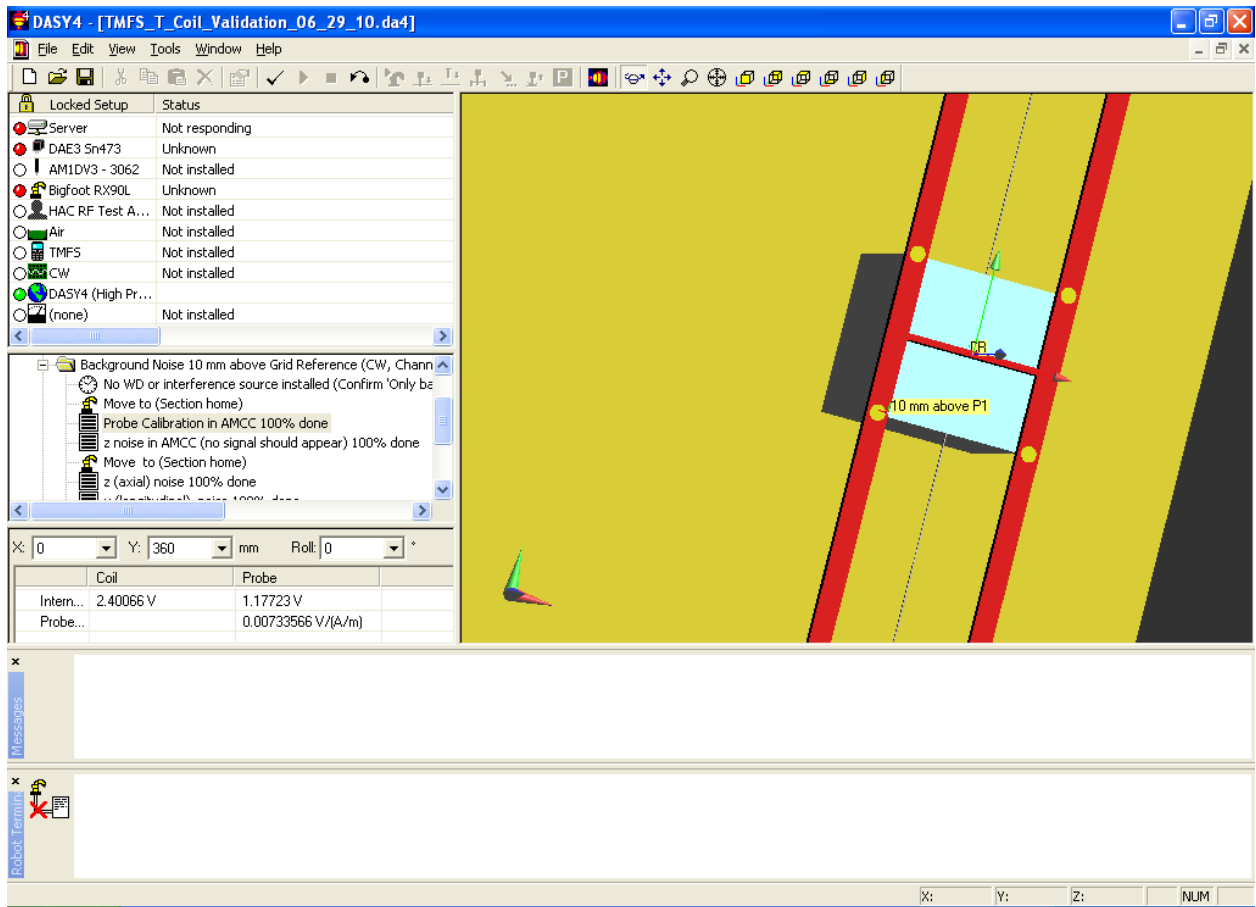 DASY4 - [TMFS_T_Coil_Validation_06_29_10.da4]
File Edit View Tools Window Help
Locked Setup Status
Server Not responding
DAE3 Sn473 Unknown
AM1DV3 - 3062 Not installed
Bigfoot RX90L Unknown
HAC RF Test A... Not installed
Air Not installed
TMFS Not installed
CW Not installed
DASY4 (High Pr...
(none) Not installed
Background Noise 10 mm above Grid Reference (CW, Chann
No WD or interference source installed (Confirm 'Only ba
Move to (Section home)
Probe Calibration in AMCC 100% done
z noise in AMCC (no signal should appear) 100% done
Move to (Section home)
z (axial) noise 100% done
X: 0 Y: 360 mm Roll: 0 °
Coil Probe
Intern... 2.40066 V 1.17723 V
Probe... 0.00733566 V/(A/m)
10 mm above P1
Messages
Robot Termin
X: Y: Z: NUM